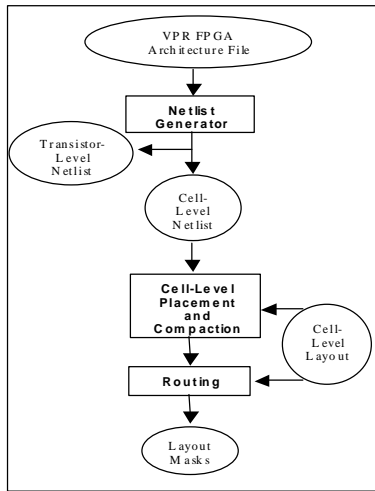 VPR FPGA
Architecture File
Netlist
Generator
Transistor-
Level
Netlist
Cell-
Level
Netlist
Cell-Level
Placement
and
Compaction
Cell-
Level
Layout
Routing
Layout
Masks